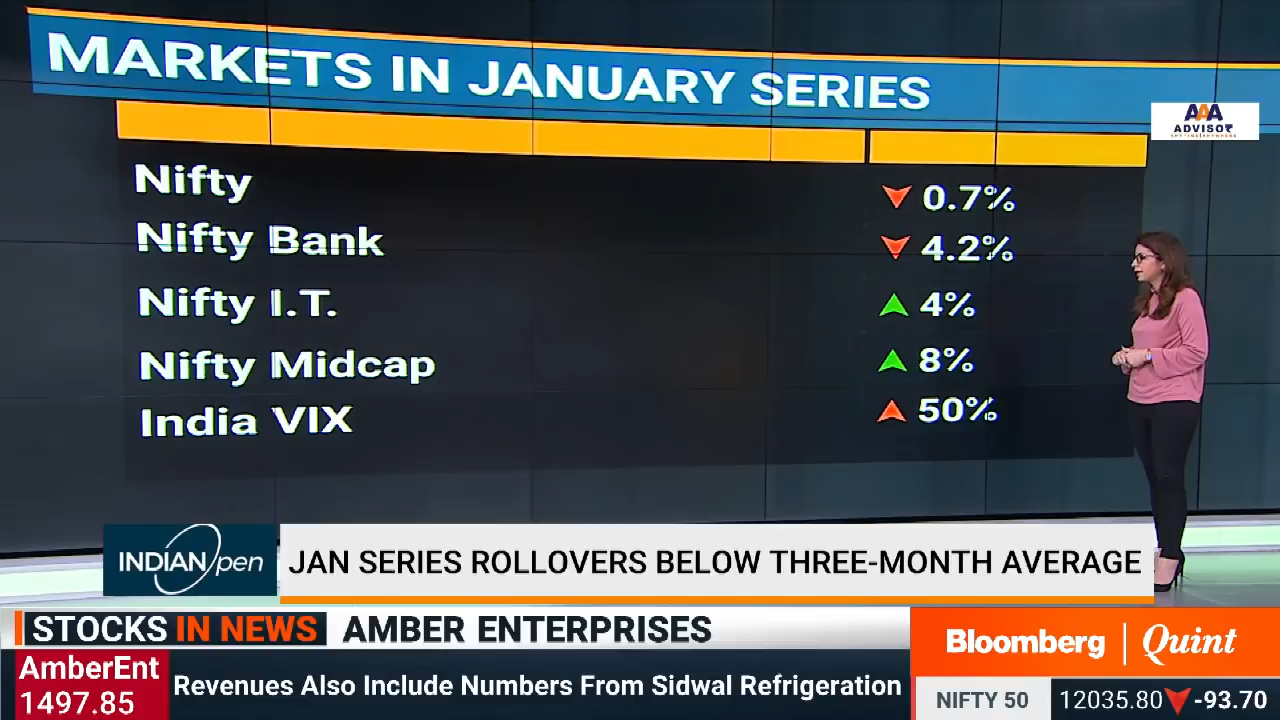 MARKETS IN JANUARY SERIES
AAA
ADVISOR
Nifty 0.7%
Nifty Bank 4.2%
Nifty I.T. 4%
Nifty Midcap 8%
India VIX 50%
INDIAN Open
JAN SERIES ROLLOVERS BELOW THREE-MONTH AVERAGE
STOCKS IN NEWS AMBER ENTERPRISES
AmberEnt
1497.85
Revenues Also Include Numbers From Sidwal Refrigeration
Bloomberg | Quint
NIFTY 50 12035.80 -93.70